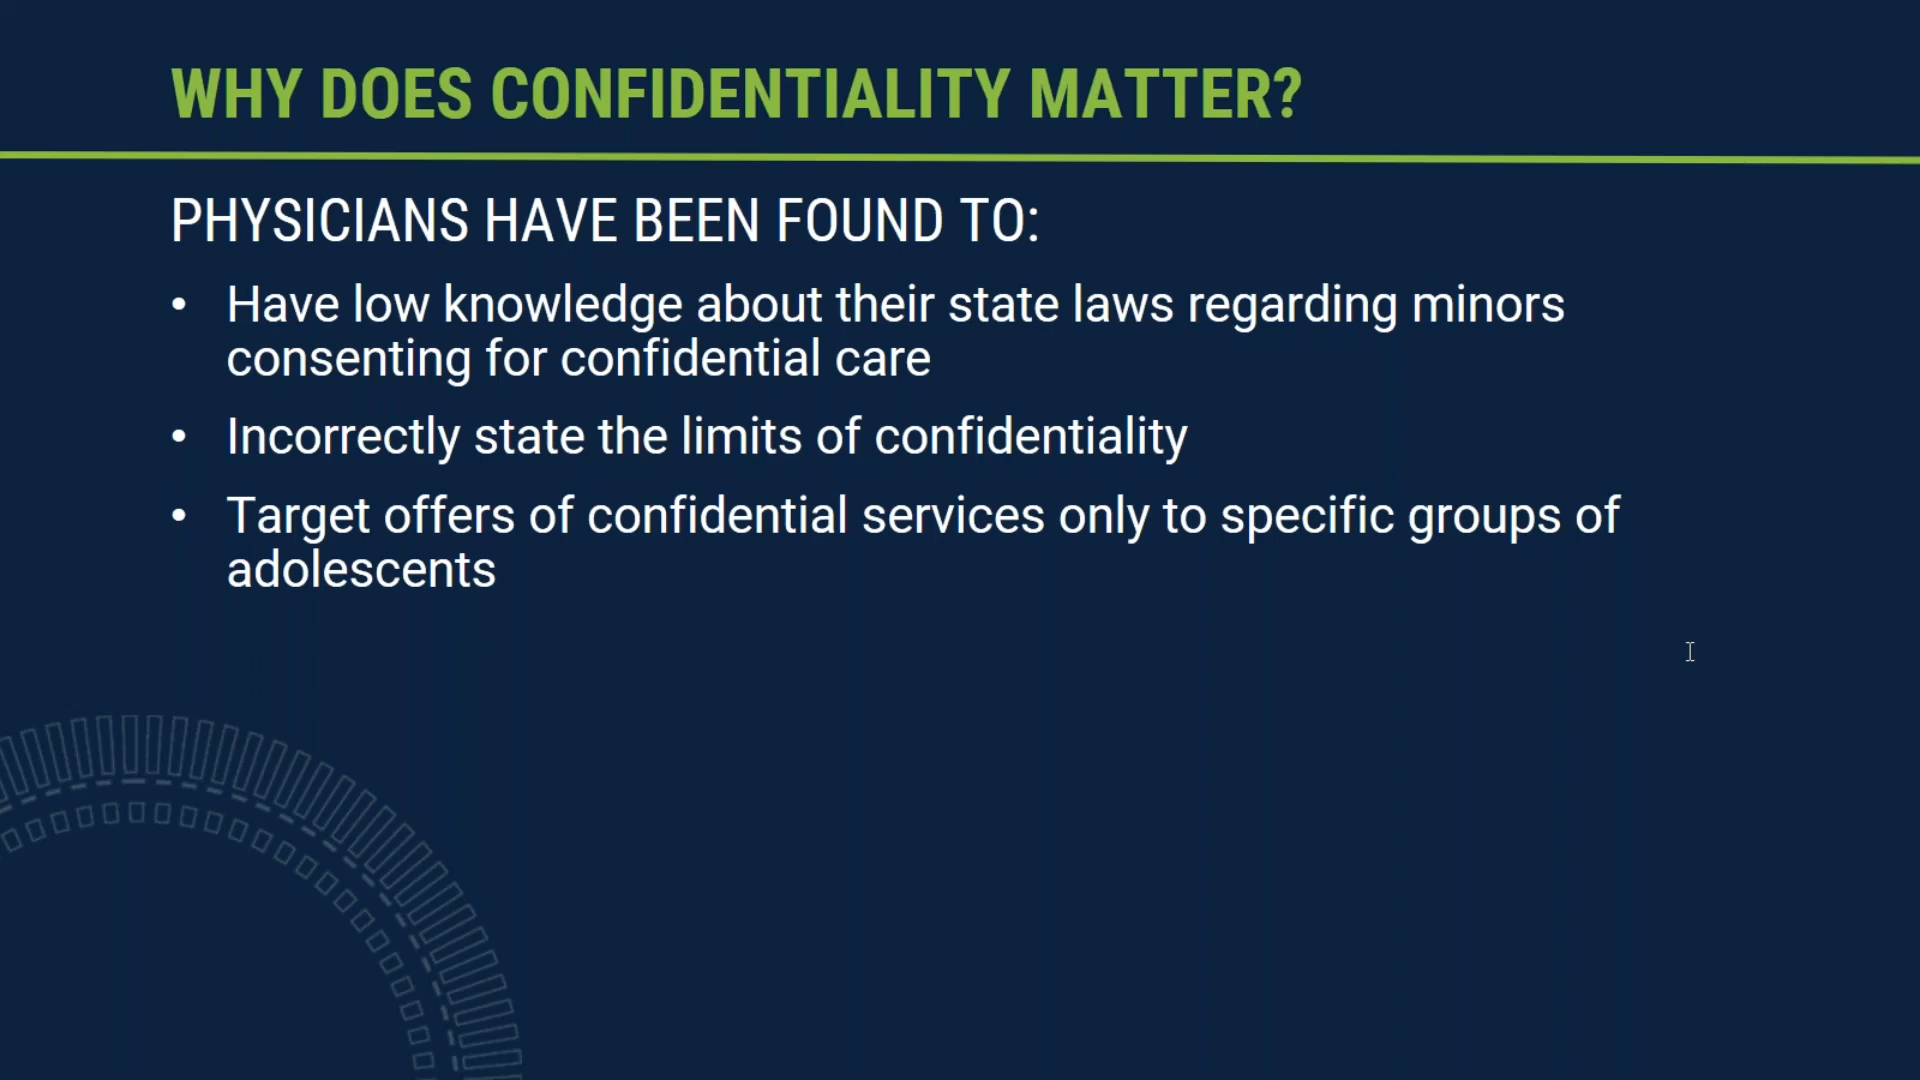 WHY DOES CONFIDENTIALITY MATTER?
PHYSICIANS HAVE BEEN FOUND TO:
• Have low knowledge about their state laws regarding minors
consenting for confidential care
• Incorrectly state the limits of confidentiality
• Target offers of confidential services only to specific groups of
adolescents